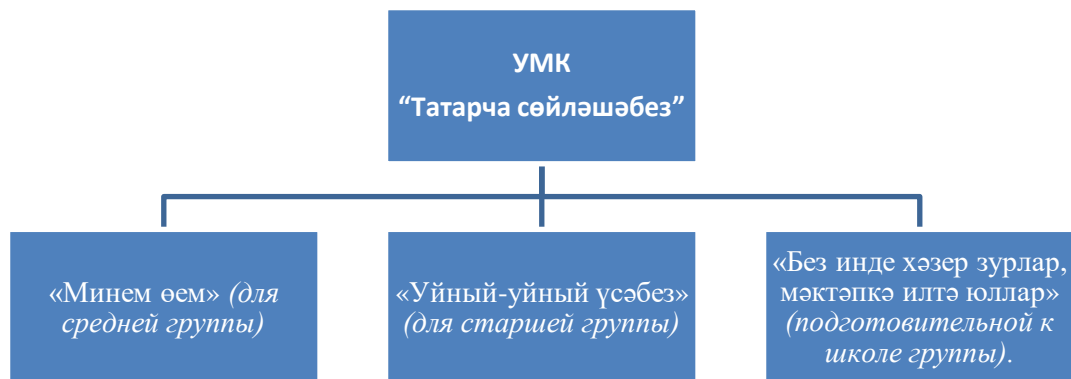 УМК
“Татарча сөйләшәбез”
«Минем өем» (для
средней группы)
«Уйный-уйный үсәбез»
(для старшей группы)
«Без инде хәзер зурлар,
мәктәпкә илтә юллар»
(подготовительной к
школе группы).